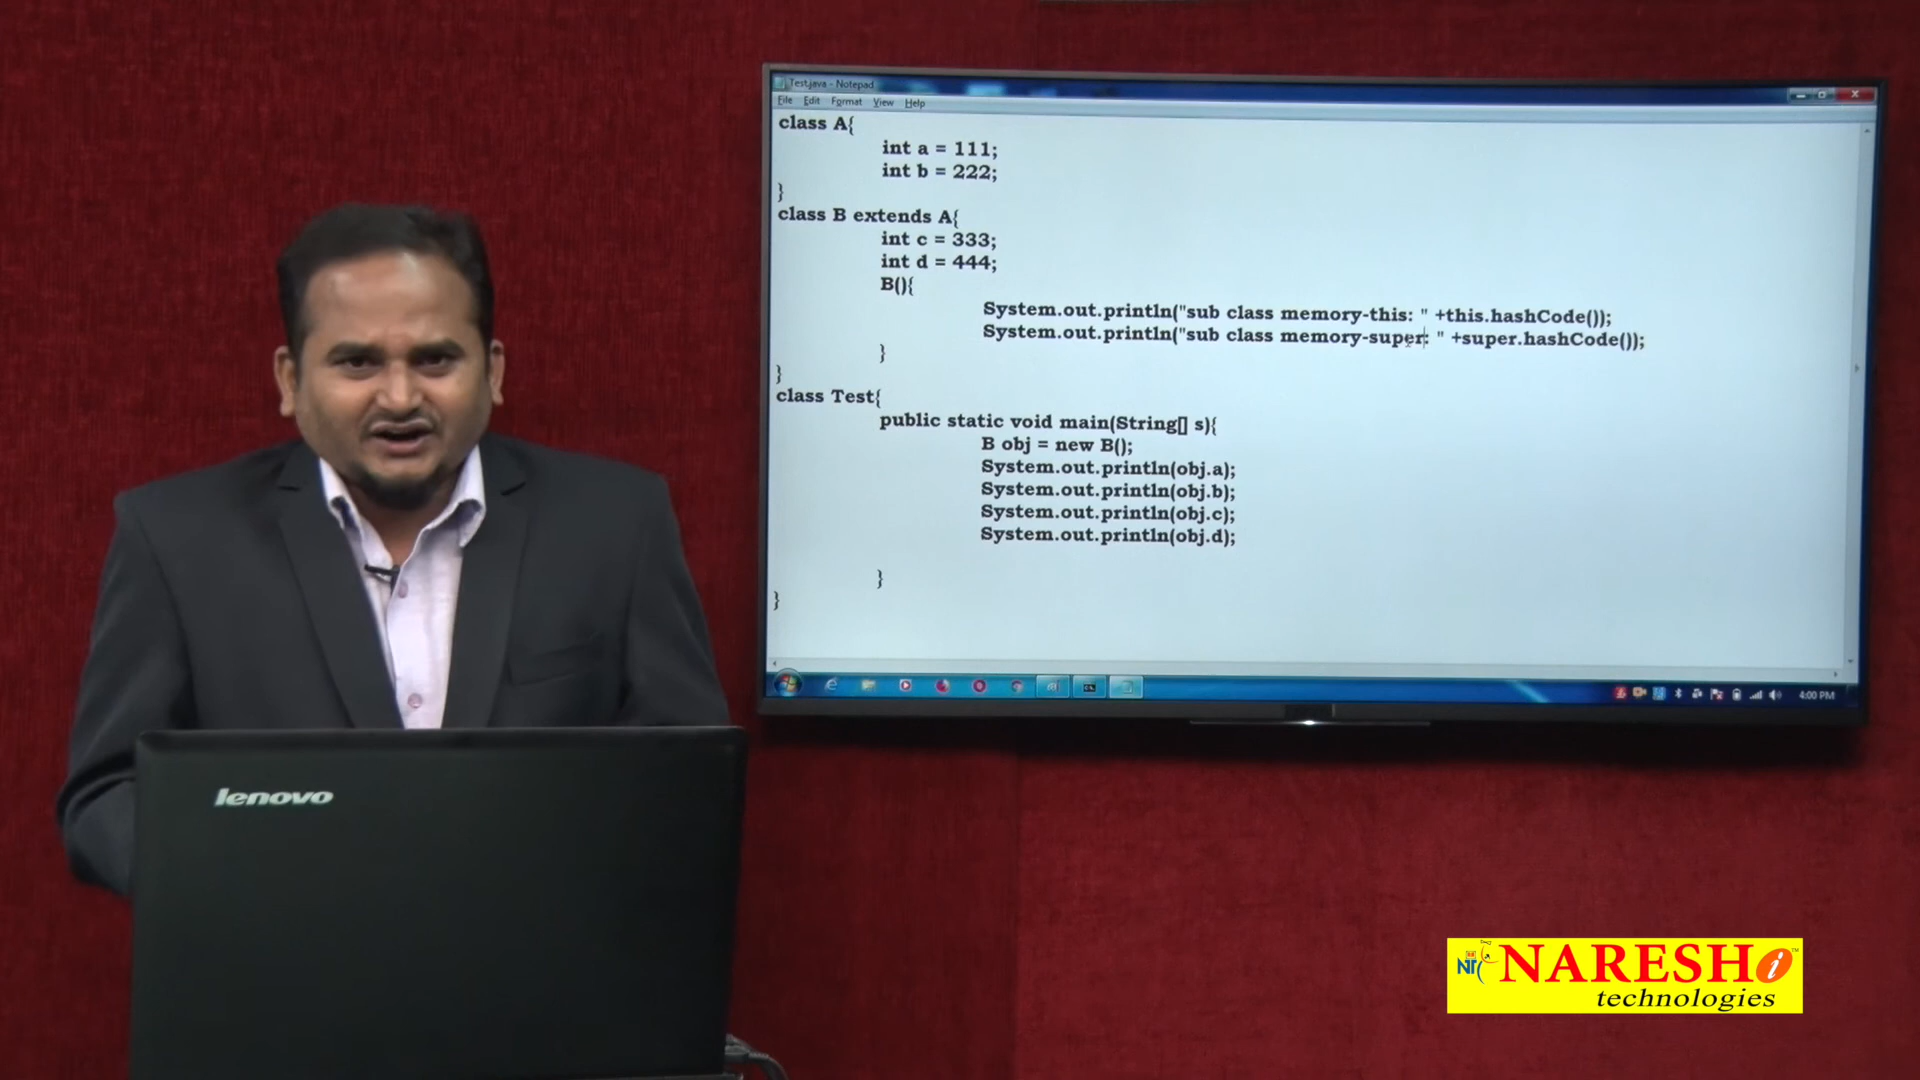 Test.java - Notepad
File Edit Format View Help
class A{
int a = 111;
int b = 222;
}
class B extends A{
int c = 333;
int d = 444;
B(){
System.out.println("sub class memory-this: " +this.hashCode());
System.out.println("sub class memory-super: " +super.hashCode());
}
}
class Test{
public static void main(String[] s){
B obj = new B();
System.out.println(obj.a);
System.out.println(obj.b);
System.out.println(obj.c);
System.out.println(obj.d);
}
}
4:00 PM
lenovo
NARESH i
technologies